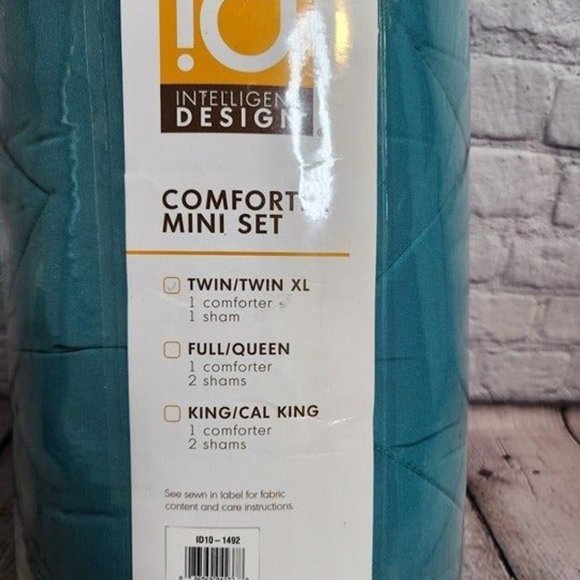 iD
INTELLIGEN
DESIGN
COMFORT
MINI SET
TWIN/TWIN XL
1 comforter
1 sham
FULL/QUEEN
1 comforter
2 shams
KING/CAL KING
1 comforter
2 shams
See sewn in label for fabric
content and care instructions.
ID10-1492